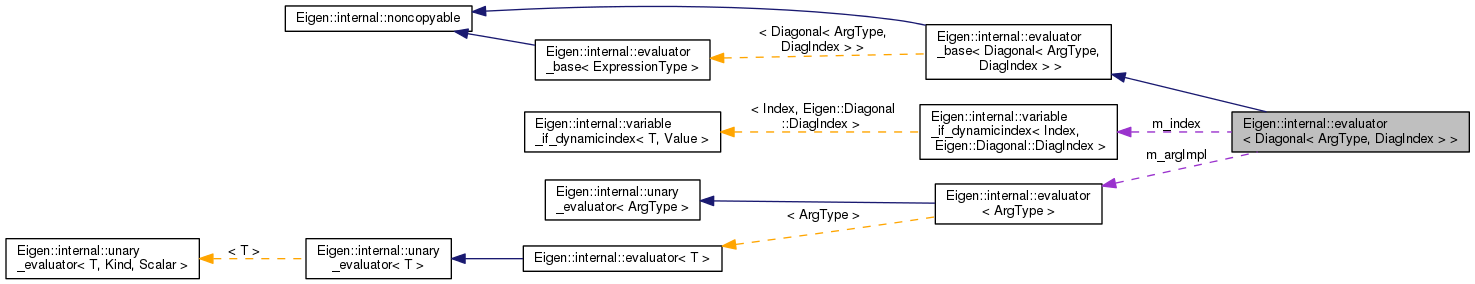 Eigen::internal::noncopyable
Eigen::internal::evaluator
_base< ExpressionType >
< Diagonal< ArgType,
DiagIndex > >
Eigen::internal::evaluator
_base< Diagonal< ArgType,
DiagIndex > >
Eigen::internal::variable
_if_dynamicindex< T, Value >
< Index, Eigen::Diagonal
::DiagIndex >
Eigen::internal::variable
_if_dynamicindex< Index,
Eigen::Diagonal::DiagIndex >
m_index
Eigen::internal::evaluator
< Diagonal< ArgType, DiagIndex > >
m_argImpl
Eigen::internal::unary
_evaluator< ArgType >
Eigen::internal::evaluator
< ArgType >
< ArgType >
Eigen::internal::unary
_evaluator< T, Kind, Scalar >
< T >
Eigen::internal::unary
_evaluator< T >
Eigen::internal::evaluator< T >